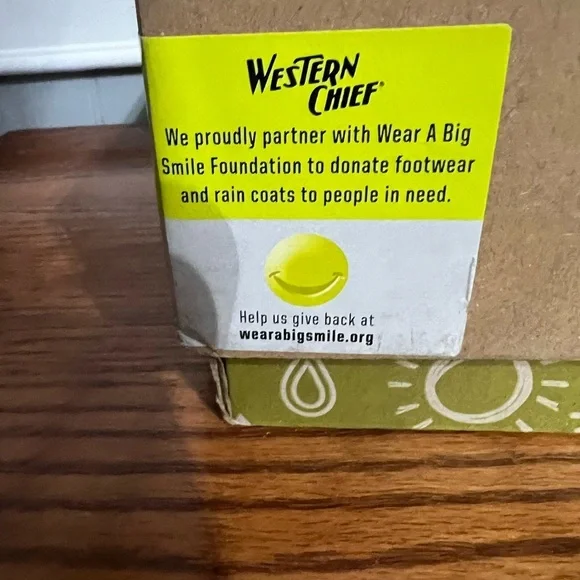 WESTERN
CHIEF®
We proudly partner with Wear A Big
Smile Foundation to donate footwear
and rain coats to people in need.
Help us give back at
wearabigsmile.org